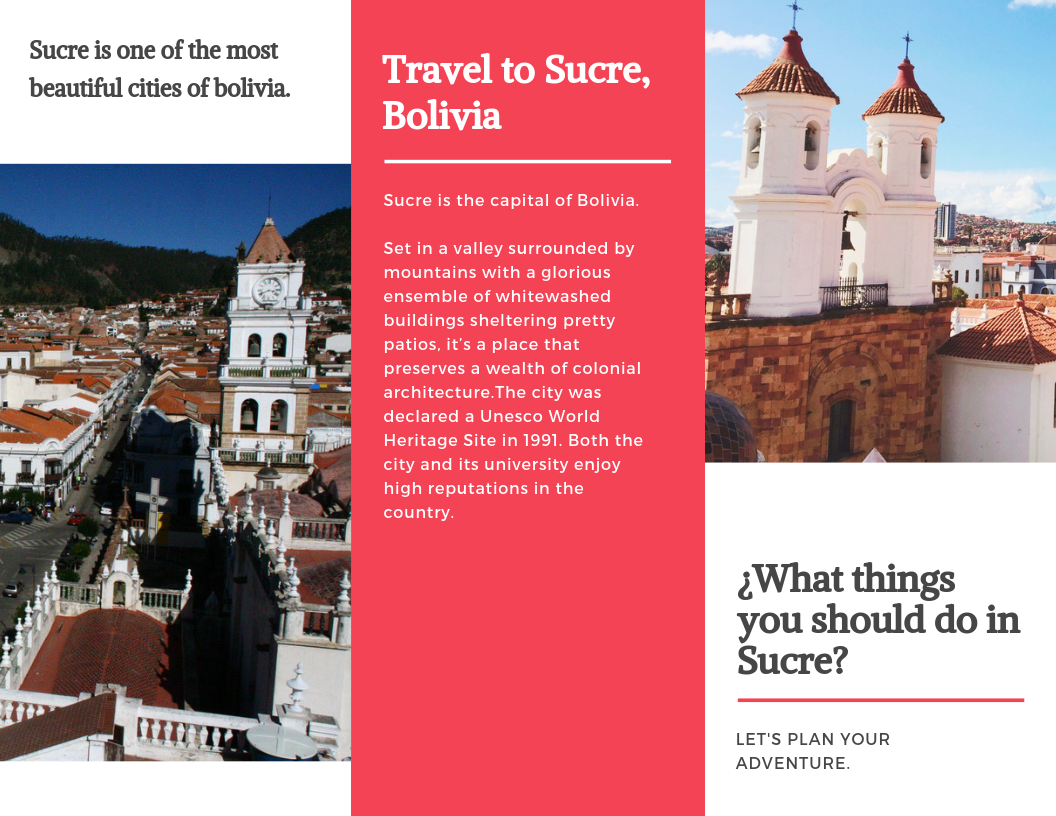 Sucre is one of the most
beautiful cities of bolivia.
Travel to Sucre,
Bolivia
Sucre is the capital of Bolivia.
Set in a valley surrounded by
mountains with a glorious
ensemble of whitewashed
buildings sheltering pretty
patios, it’s a place that
preserves a wealth of colonial
architecture.The city was
declared a Unesco World
Heritage Site in 1991. Both the
city and its university enjoy
high reputations in the
country.
¿What things
you should do in
Sucre?
LET'S PLAN YOUR
ADVENTURE.